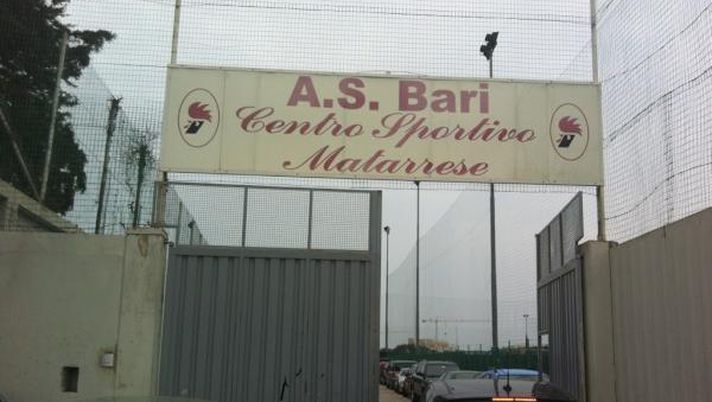 A.S. Bari
Centro Sportivo
Matarrese